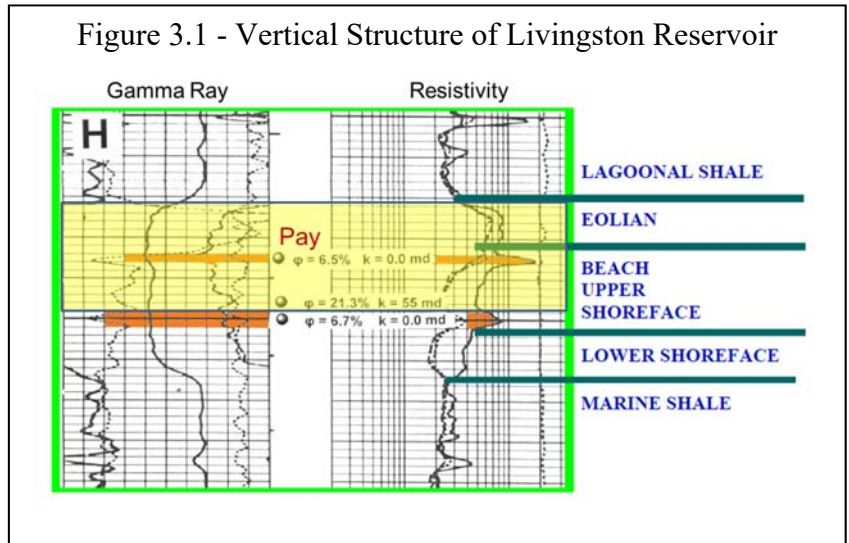 Figure 3.1 - Vertical Structure of Livingston Reservoir
Gamma Ray
Resistivity
H
LAGOONAL SHALE
EOLIAN
Pay
φ = 6.5% k = 0.0 md
BEACH
UPPER
SHOREFACE
φ = 21.3% k = 55 md
φ = 6.7% k = 0.0 md
LOWER SHOREFACE
MARINE SHALE